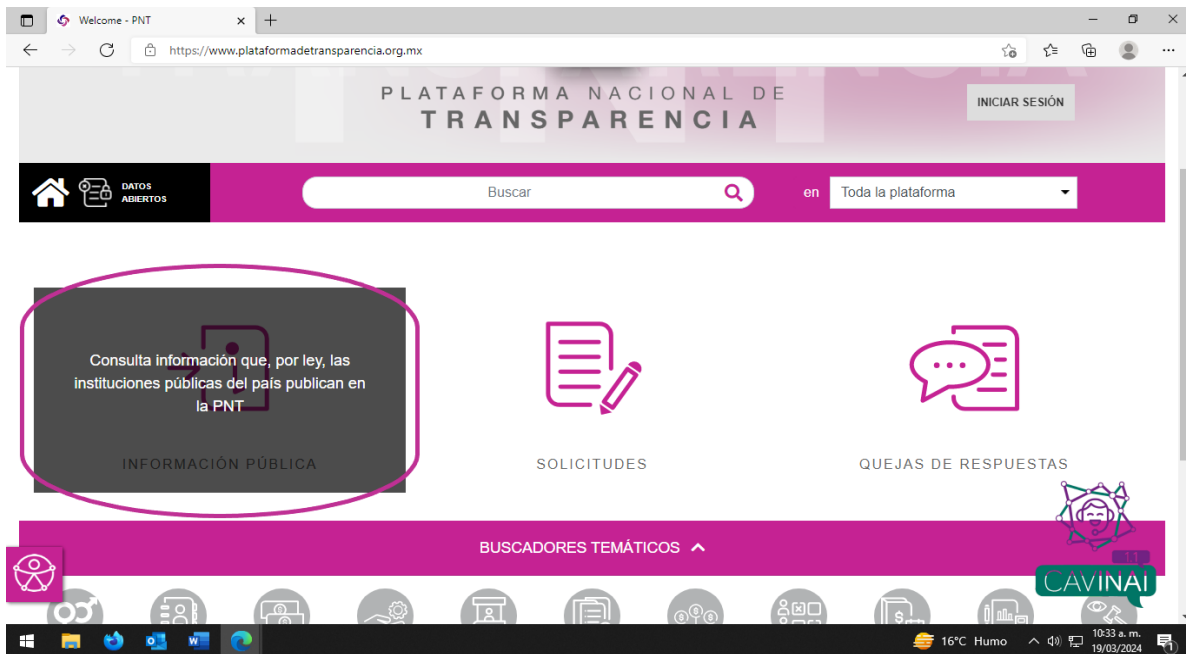 Welcome - PNT
https://www.plataformadetransparencia.org.mx
PLATAFORMA NACIONAL DE
TRANSPARENCIA
INICIAR SESIÓN
DATOS
ABIERTOS
Buscar
en
Toda la plataforma
Consulta información que, por ley, las
instituciones públicas del país publican en
la PNT
INFORMACIÓN PÚBLICA
SOLICITUDES
QUEJAS DE RESPUESTAS
BUSCADORES TEMÁTICOS
1.1
CAVINAI
16°C Humo
10:33 a. m.
19/03/2024